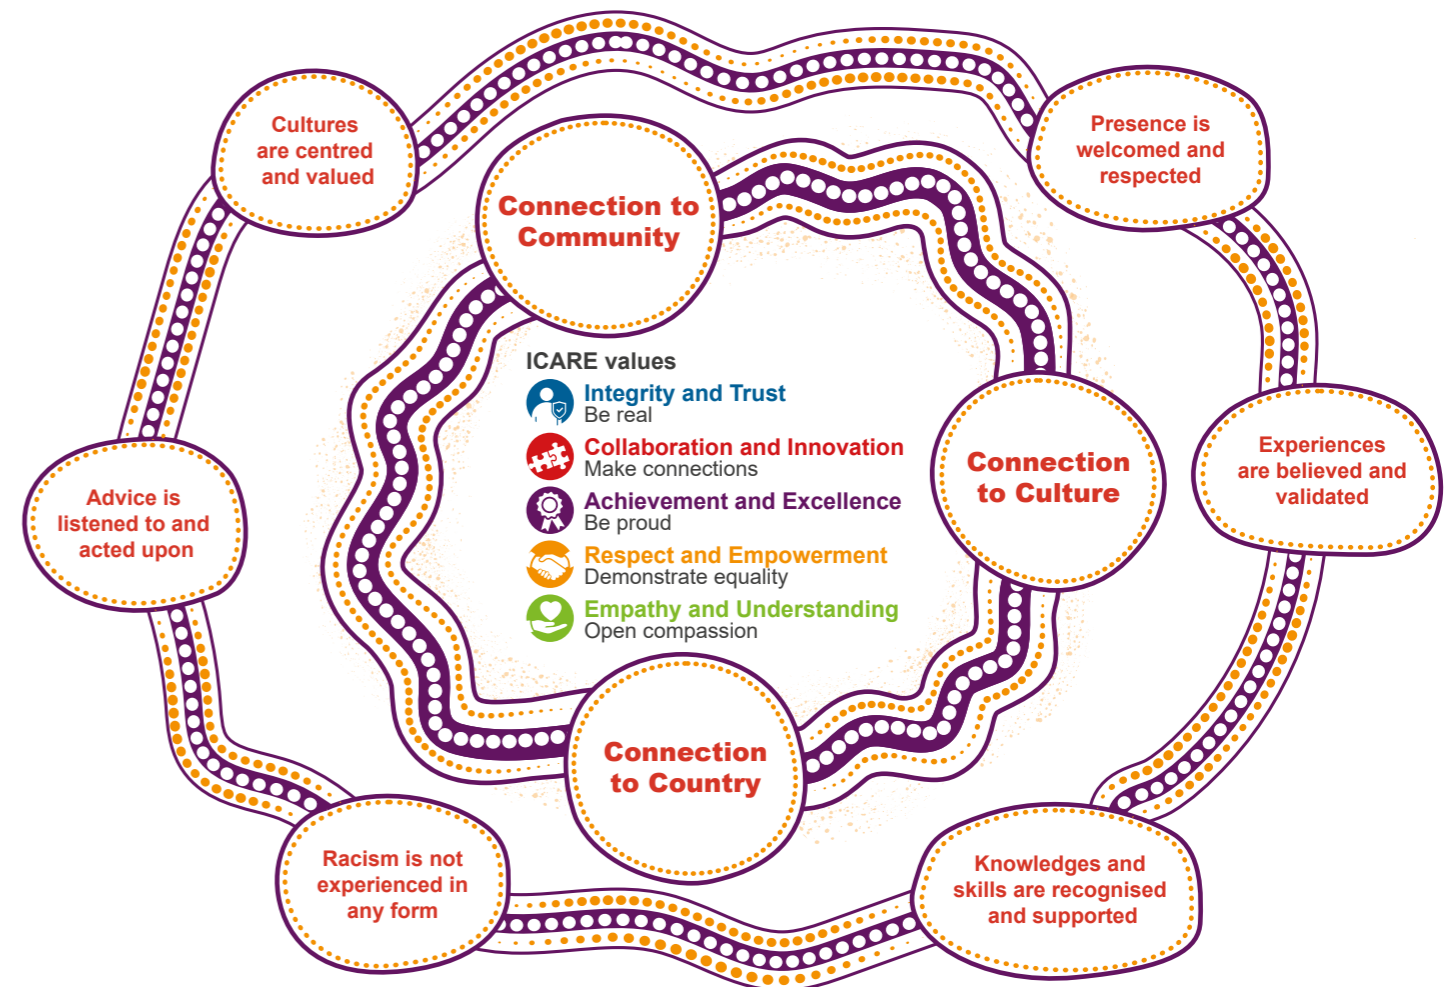 Cultures
are centred
and valued
Presence is
welcomed and
respected
Connection to
Community
ICARE values
Integrity and Trust
Be real
Collaboration and Innovation
Make connections
Achievement and Excellence
Be proud
Respect and Empowerment
Demonstrate equality
Empathy and Understanding
Open compassion
Connection
to Culture
Experiences
are believed and
validated
Advice is
listened to and
acted upon
Connection
to Country
Racism is not
experienced in
any form
Knowledges and
skills are recognised
and supported